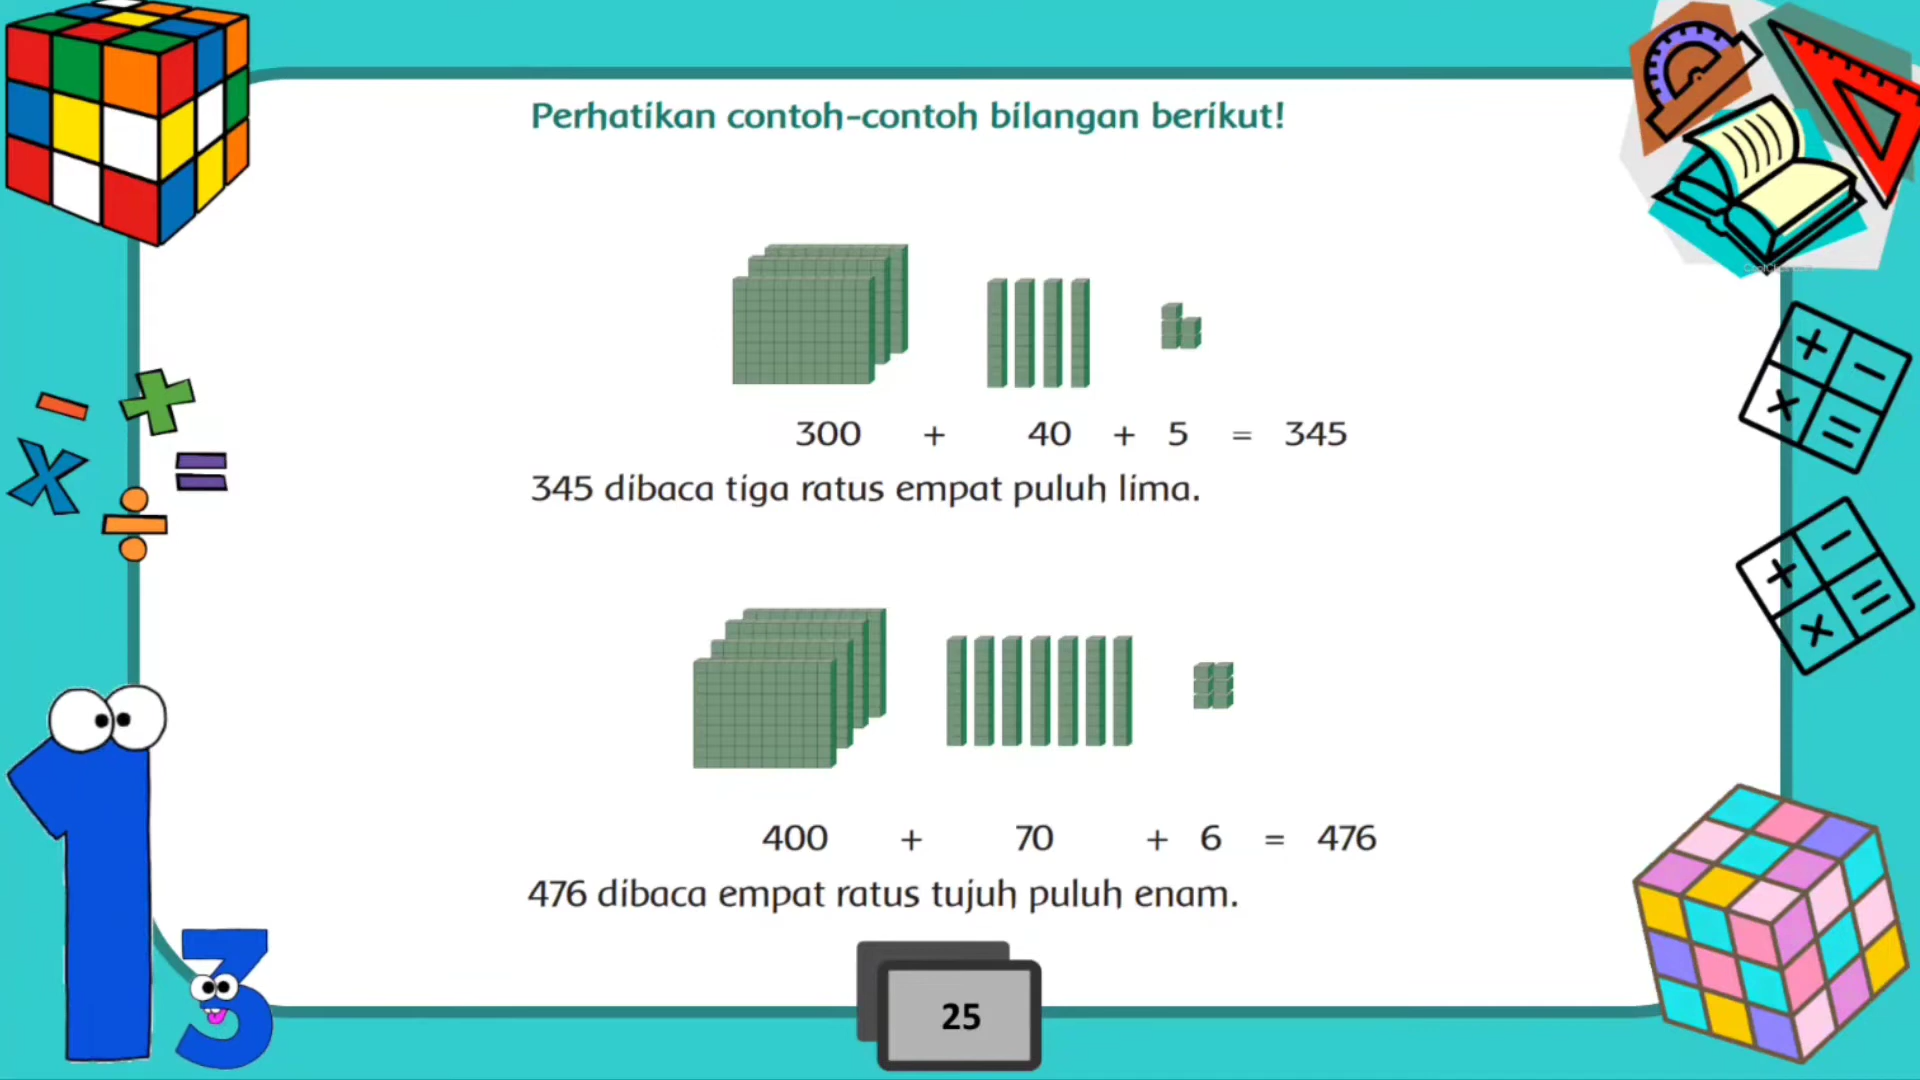 Perhatikan contoh-contoh bilangan berikut!
300 + 40 + 5 = 345
345 dibaca tiga ratus empat puluh lima.
400 + 70 + 6 = 476
476 dibaca empat ratus tujuh puluh enam.
25